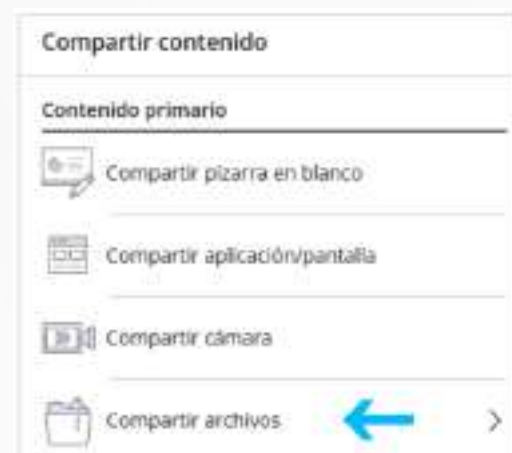 Compartir contenido
Contenido primario
Compartir pizarra en blanco
Compartir aplicación/pantalla
Compartir cámara
Compartir archivos